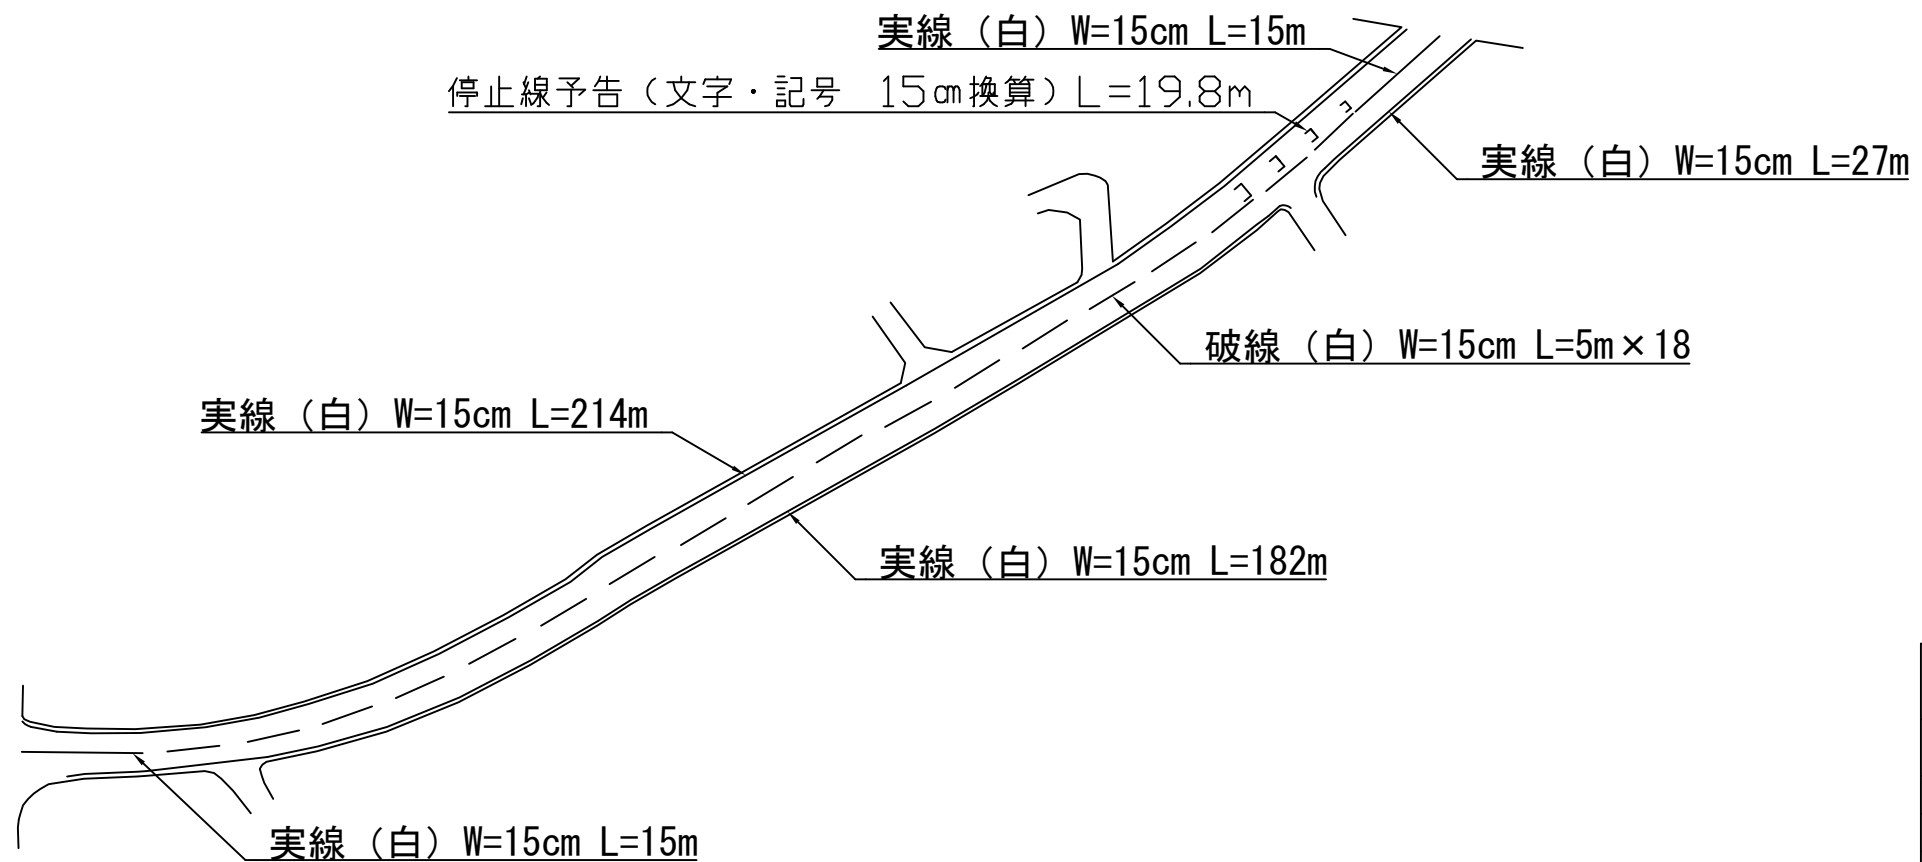 実線（白）W=15cm L=15m
停止線予告（文字・記号　15㎝換算）L=19.8m
実線（白）W=15cm L=27m
破線（白）W=15cm L=5m×18
実線（白）W=15cm L=214m
実線（白）W=15cm L=182m
実線（白）W=15cm L=15m